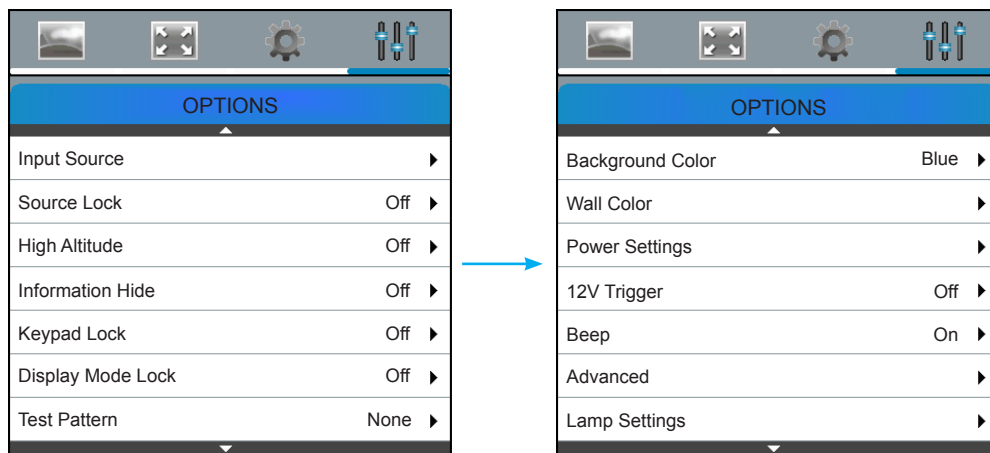 OPTIONS
Input Source
Source Lock Off
High Altitude Off
Information Hide Off
Keypad Lock Off
Display Mode Lock Off
Test Pattern None
OPTIONS
Background Color Blue
Wall Color
Power Settings
12V Trigger Off
Beep On
Advanced
Lamp Settings